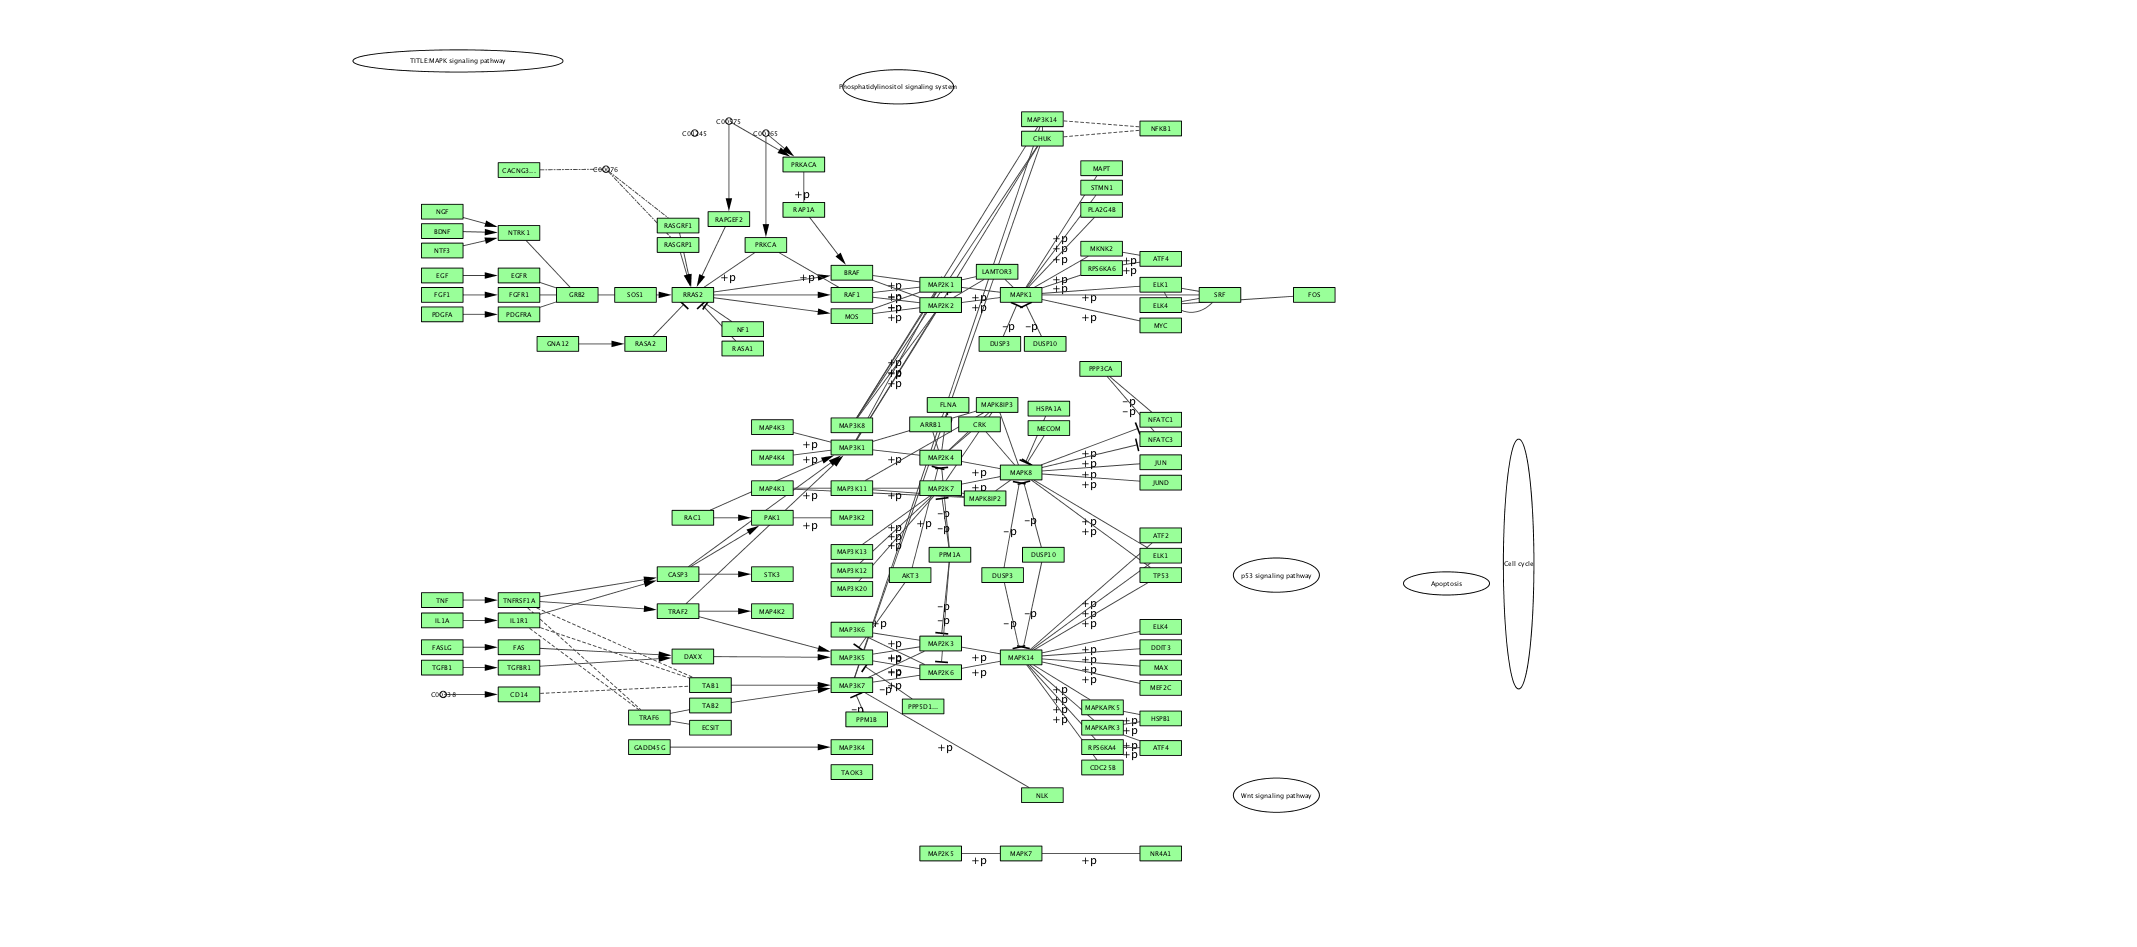 TITLE:MAPK signaling pathway
Phosphatidylinositol signaling system
MAP3K14
CHUK
NFKB1
C00575
C00165
PRKACA
CACNG3...
MAPT
STMN1
PLA2G4B
+p
RAP1A
NGF
BDNF
NTF3
NTRK1
RASGRF1
RASGRP1
RAPGEF2
PRKCA
+p
+p
+p
MKNK2
RPS6KA6
ATF4
+p
+p
EGF
EGFR
FGF1
FGFR1
PDGFA
PDGFRA
GRB2
SOS1
RRAS2
+p
+p
BRAF
RAF1
MOS
+p
+p
+p
+p
MAP2K1
MAP2K2
LAMTOR3
+p
+p
MAPK1
+p
+p
+p
+p
ELK1
ELK4
MYC
SRF
FOS
GNA12
RASA2
NF1
RASA1
–p
–p
DUSP3
DUSP10
+p
+p
+p
PPP3CA
–p
–p
FLNA
MAPK8IP3
HSPA1A
MECOM
ARRB1
CRK
NFATC1
NFATC3
JUN
JUND
MAP4K3
MAP4K4
MAP4K1
+p
+p
+p
+p
MAP3K8
MAP3K1
MAP3K11
MAP3K2
+p
+p
MAP2K4
MAP2K7
+p
+p
MAPK8
MAPK8IP2
+p
+p
+p
+p
RAC1
PAK1
+p
–p
–p
–p
–p
+p
+p
+p
+p
+p
MAP3K13
MAP3K12
MAP3K20
PPM1A
AKT3
DUSP10
DUSP3
ATF2
ELK1
TP53
p53 signaling pathway
Apoptosis
Cell cycle
CASP3
STK3
TNF
TNFRSF1A
IL1A
IL1R1
TRAF2
MAP4K2
–p
–p
–p
–p
+p
+p
+p
FASLG
FAS
TGFB1
TGFBR1
DAXX
MAP3K6
MAP3K5
MAP3K7
+p
+p
+p
+p
+p
–p
–p
MAP2K3
MAP2K6
+p
+p
MAPK14
ELK4
DDIT3
MAX
MEF2C
+p
+p
+p
+p
CD14
TAB1
TAB2
TRAF6
ECSIT
PPM1B
PPP5D1...
+p
+p
+p
+p
MAPKAPK5
MAPKAPK3
RPS6KA4
CDC25B
+p
+p
+p
+p
HSPB1
ATF4
GADD45G
MAP3K4
+p
TAOK3
NLK
Wnt signaling pathway
MAP2K5
+p
MAPK7
+p
NR4A1